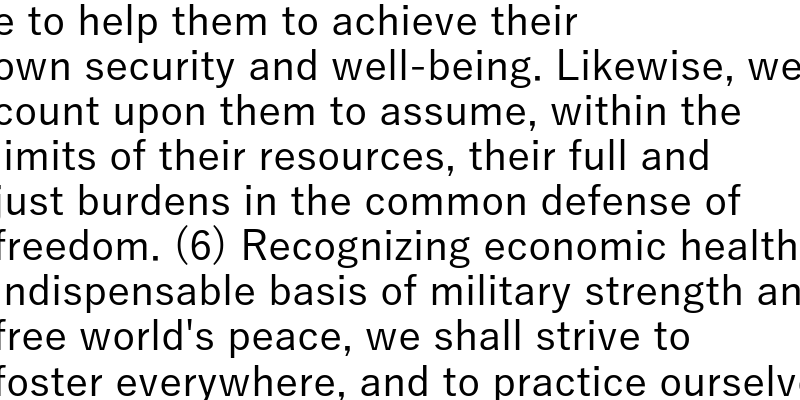 e to help them to achieve their
own security and well-being. Likewise, we
count upon them to assume, within the
limits of their resources, their full and
just burdens in the common defense of
freedom. (6) Recognizing economic health
indispensable basis of military strength an
free world's peace, we shall strive to
foster everywhere, and to practice ourselv